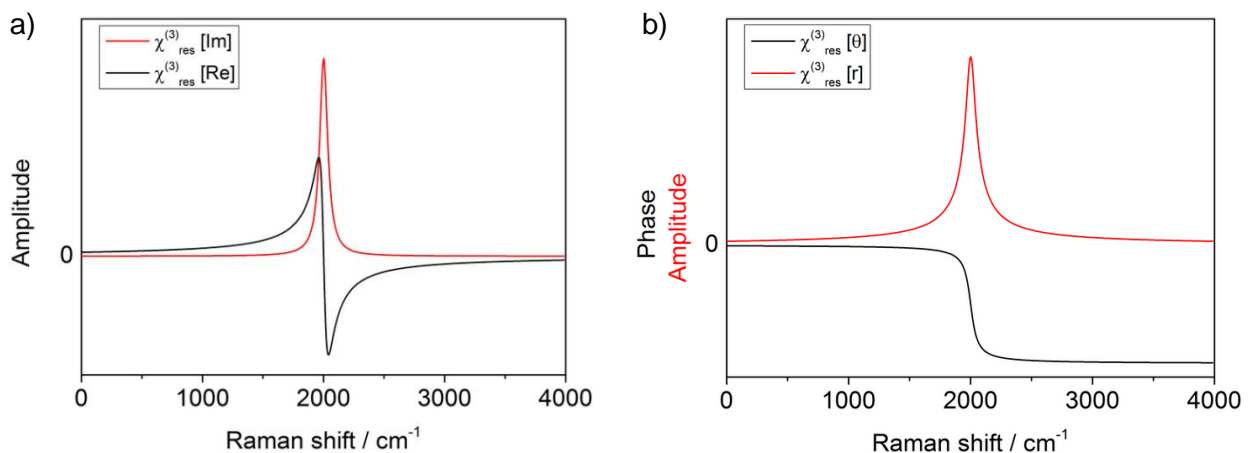 a)
χ(3)res [Im]
χ(3)res [Re]
Amplitude
0
0 1000 2000 3000 4000
Raman shift / cm-1
b)
χ(3)res [θ]
χ(3)res [r]
Phase
Amplitude
0
0 1000 2000 3000 4000
Raman shift / cm-1